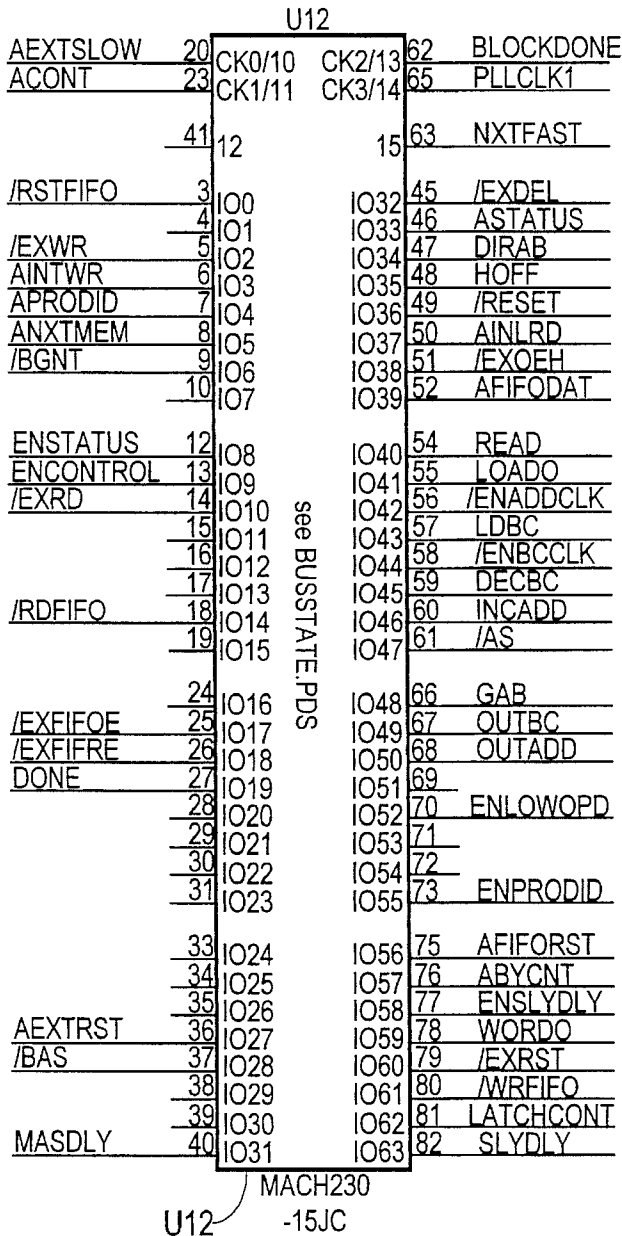 U12
AEXTSLOW 20 CK0/10 CK2/13 62 BLOCKDONE
ACONT 23 CK1/11 CK3/14 65 PLLCLK1
41 12 15 63 NXTFAST
/RSTFIFO 3 IO0 IO32 45 /EXDEL
4 IO1 IO33 46 ASTATUS
/EXWR 5 IO2 IO34 47 DIRAB
AINTWR 6 IO3 IO35 48 HOFF
APRODID 7 IO4 IO36 49 /RESET
ANXTMEM 8 IO5 IO37 50 AINLRD
/BGNT 9 IO6 IO38 51 /EXOEH
10 IO7 IO39 52 AFIFODAT
ENSTATUS 12 IO8 IO40 54 READ
ENCONTROL 13 IO9 IO41 55 LOADO
/EXRD 14 IO10 IO42 56 /ENADDCLK
15 IO11 IO43 57 LDBC
16 IO12 IO44 58 /ENBCCLK
17 IO13 IO45 59 DECBC
/RDFIFO 18 IO14 IO46 60 INCADD
19 IO15 IO47 61 /AS
see BUSSTATE.PDS
24 IO16 IO48 66 GAB
/EXFIFOE 25 IO17 IO49 67 OUTBC
/EXFIFRE 26 IO18 IO50 68 OUTADD
DONE 27 IO19 IO51 69
28 IO20 IO52 70 ENLOWOPD
29 IO21 IO53 71
30 IO22 IO54 72
31 IO23 IO55 73 ENPRODID
33 IO24 IO56 75 AFIFORST
34 IO25 IO57 76 ABYCNT
35 IO26 IO58 77 ENSLYDLY
AEXTRST 36 IO27 IO59 78 WORDO
/BAS 37 IO28 IO60 79 /EXRST
38 IO29 IO61 80 /WRFIFO
39 IO30 IO62 81 LATCHCONT
MASDLY 40 IO31 IO63 82 SLYDLY
MACH230
U12 -15JC